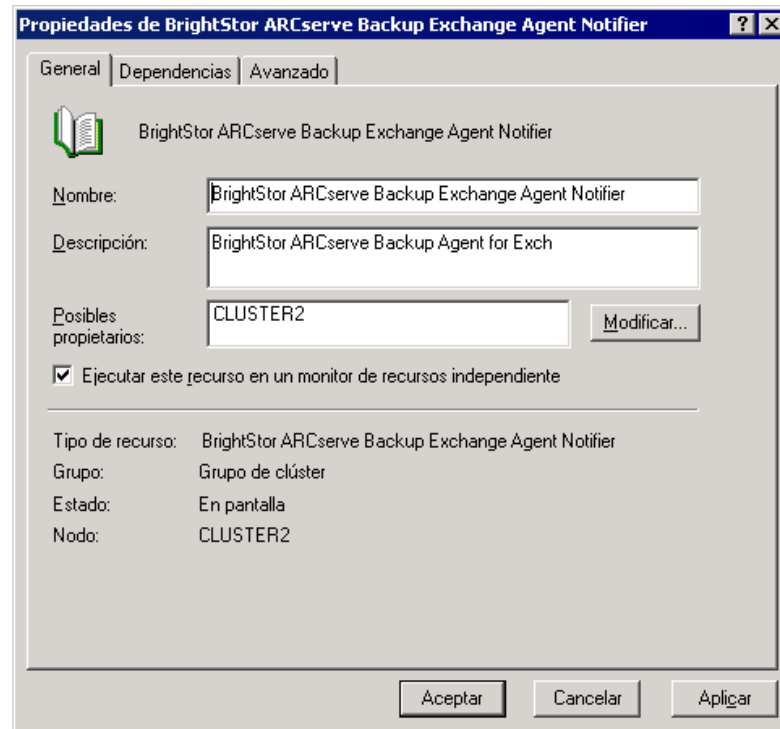 Propiedades de BrightStor ARCserve Backup Exchange Agent Notifier
General Dependencias Avanzado
BrightStor ARCserve Backup Exchange Agent Notifier
Nombre: BrightStor ARCserve Backup Exchange Agent Notifier
Descripción: BrightStor ARCserve Backup Agent for Exch
Posibles propietarios: CLUSTER2 Modificar...
Ejecutar este recurso en un monitor de recursos independiente
Tipo de recurso: BrightStor ARCserve Backup Exchange Agent Notifier
Grupo: Grupo de clúster
Estado: En pantalla
Nodo: CLUSTER2
Aceptar Cancelar Aplicar